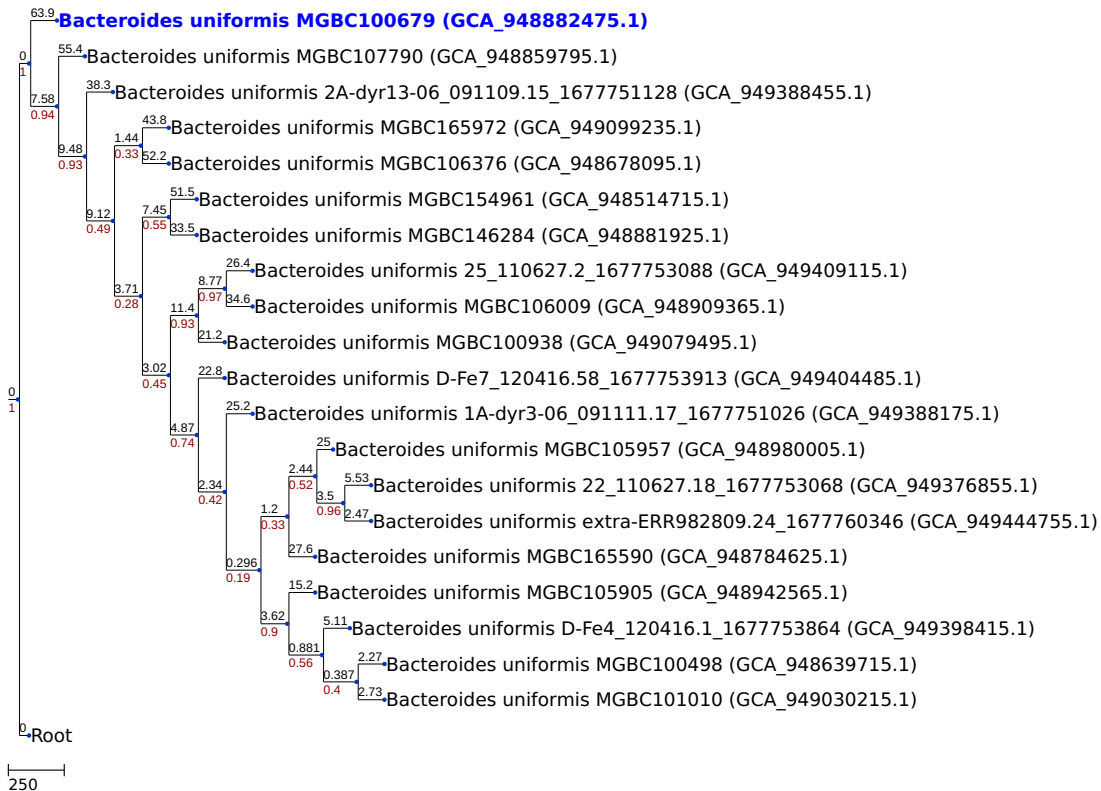 63.9 Bacteroides uniformis MGBC100679 (GCA_948882475.1)
0
1
55.4 Bacteroides uniformis MGBC107790 (GCA_948859795.1)
7.58
0.94
38.3 Bacteroides uniformis 2A-dyr13-06_091109.15_1677751128 (GCA_949388455.1)
9.48
0.93
43.8 Bacteroides uniformis MGBC165972 (GCA_949099235.1)
1.44
0.33
52.2 Bacteroides uniformis MGBC106376 (GCA_948678095.1)
9.12
0.49
51.5 Bacteroides uniformis MGBC154961 (GCA_948514715.1)
7.45
0.55
33.5 Bacteroides uniformis MGBC146284 (GCA_948881925.1)
3.71
0.28
26.4 Bacteroides uniformis 25_110627.2_1677753088 (GCA_949409115.1)
8.77
0.97
34.6 Bacteroides uniformis MGBC106009 (GCA_948909365.1)
11.4
0.93
21.2 Bacteroides uniformis MGBC100938 (GCA_949079495.1)
3.02
0.45
22.8 Bacteroides uniformis D-Fe7_120416.58_1677753913 (GCA_949404485.1)
0
1
25.2 Bacteroides uniformis 1A-dyr3-06_091111.17_1677751026 (GCA_949388175.1)
4.87
0.74
25 Bacteroides uniformis MGBC105957 (GCA_948980005.1)
2.44
0.52
5.53 Bacteroides uniformis 22_110627.18_1677753068 (GCA_949376855.1)
2.34
0.42
3.5
0.96
2.47 Bacteroides uniformis extra-ERR982809.24_1677760346 (GCA_949444755.1)
1.2
0.33
27.6 Bacteroides uniformis MGBC165590 (GCA_948784625.1)
0.296
0.19
15.2 Bacteroides uniformis MGBC105905 (GCA_948942565.1)
3.62
0.9
5.11 Bacteroides uniformis D-Fe4_120416.1_1677753864 (GCA_949398415.1)
0.881
0.56
2.27 Bacteroides uniformis MGBC100498 (GCA_948639715.1)
0.387
0.4
2.73 Bacteroides uniformis MGBC101010 (GCA_949030215.1)
0 Root
250